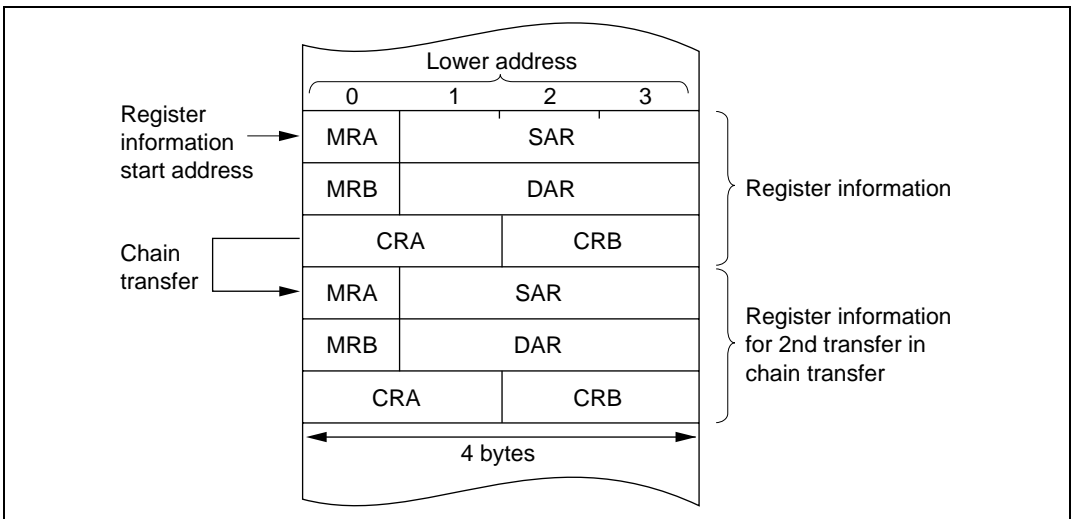 Lower address
0 1 2 3
Register
information
start address
MRA SAR
MRB DAR
Register information
CRA CRB
Chain
transfer
MRA SAR
MRB DAR
Register information
for 2nd transfer in
chain transfer
CRA CRB
4 bytes